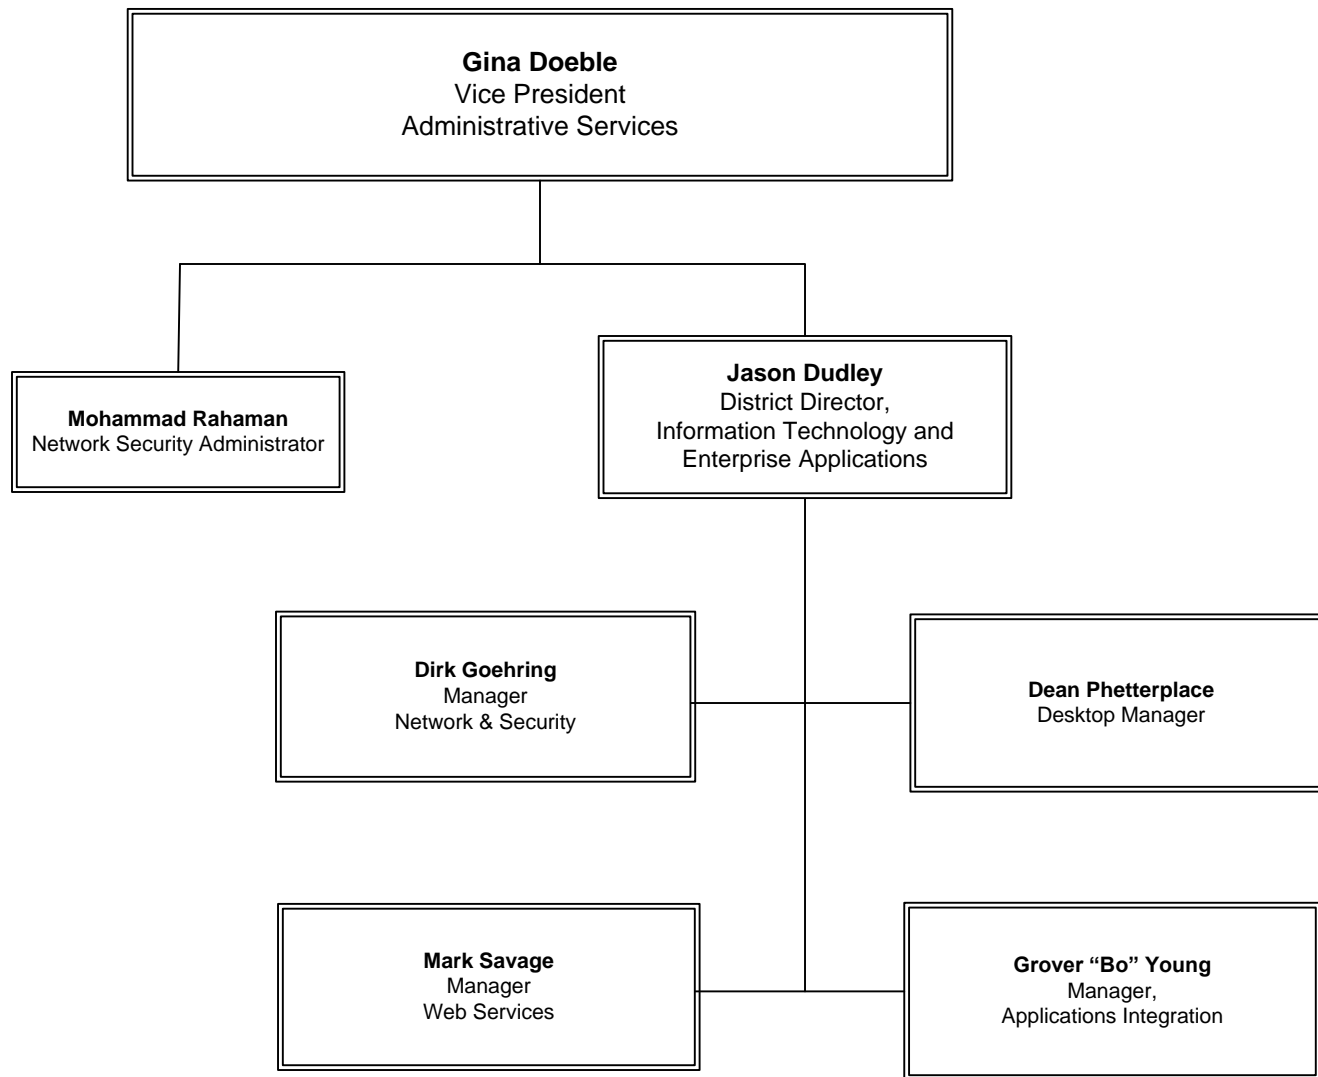 Gina Doeble
Vice President
Administrative Services
Mohammad Rahaman
Network Security Administrator
Jason Dudley
District Director,
Information Technology and
Enterprise Applications
Dirk Goehring
Manager
Network & Security
Dean Phetterplace
Desktop Manager
Mark Savage
Manager
Web Services
Grover “Bo” Young
Manager,
Applications Integration